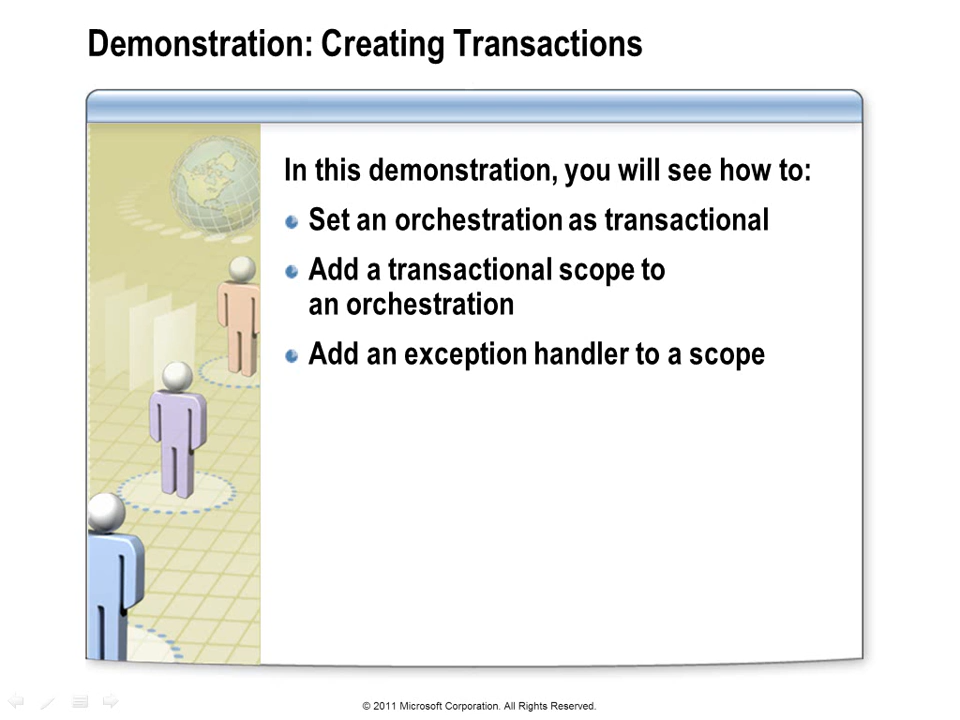 Demonstration: Creating Transactions
In this demonstration, you will see how to:
Set an orchestration as transactional
Add a transactional scope to
an orchestration
Add an exception handler to a scope
© 2011 Microsoft Corporation. All Rights Reserved.